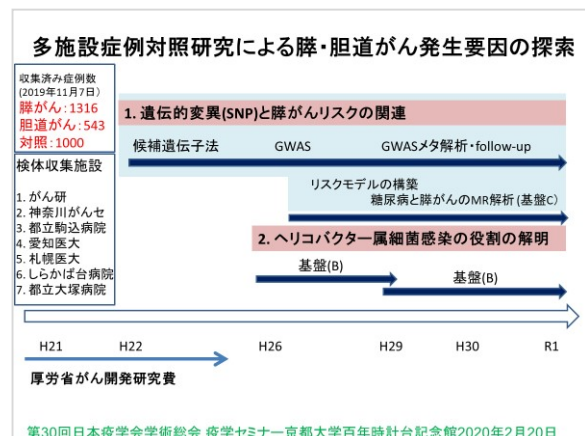 多施設症例対照研究による膵・胆道がん発生要因の探索
収集済み症例数
(2019年11月7日)
膵がん:1316
胆道がん:543
対照:1000
検体収集施設
1. がん研
2. 神奈川がんセ
3. 都立駒込病院
4. 愛知医大
5. 札幌医大
6. しらかば台病院
7. 都立大塚病院
1. 遺伝的変異(SNP)と膵がんリスクの関連
候補遺伝子法 GWAS GWASメタ解析・follow-up
リスクモデルの構築
糖尿病と膵がんのMR解析(基盤C)
2. ヘリコバクター属細菌感染の役割の解明
基盤(B) 基盤(B)
H21 H22 H26 H29 H30 R1
厚労省がん開発研究費
第30回日本疫学会学術総会 疫学セミナー京都大学百年時計台記念館2020年2月20日